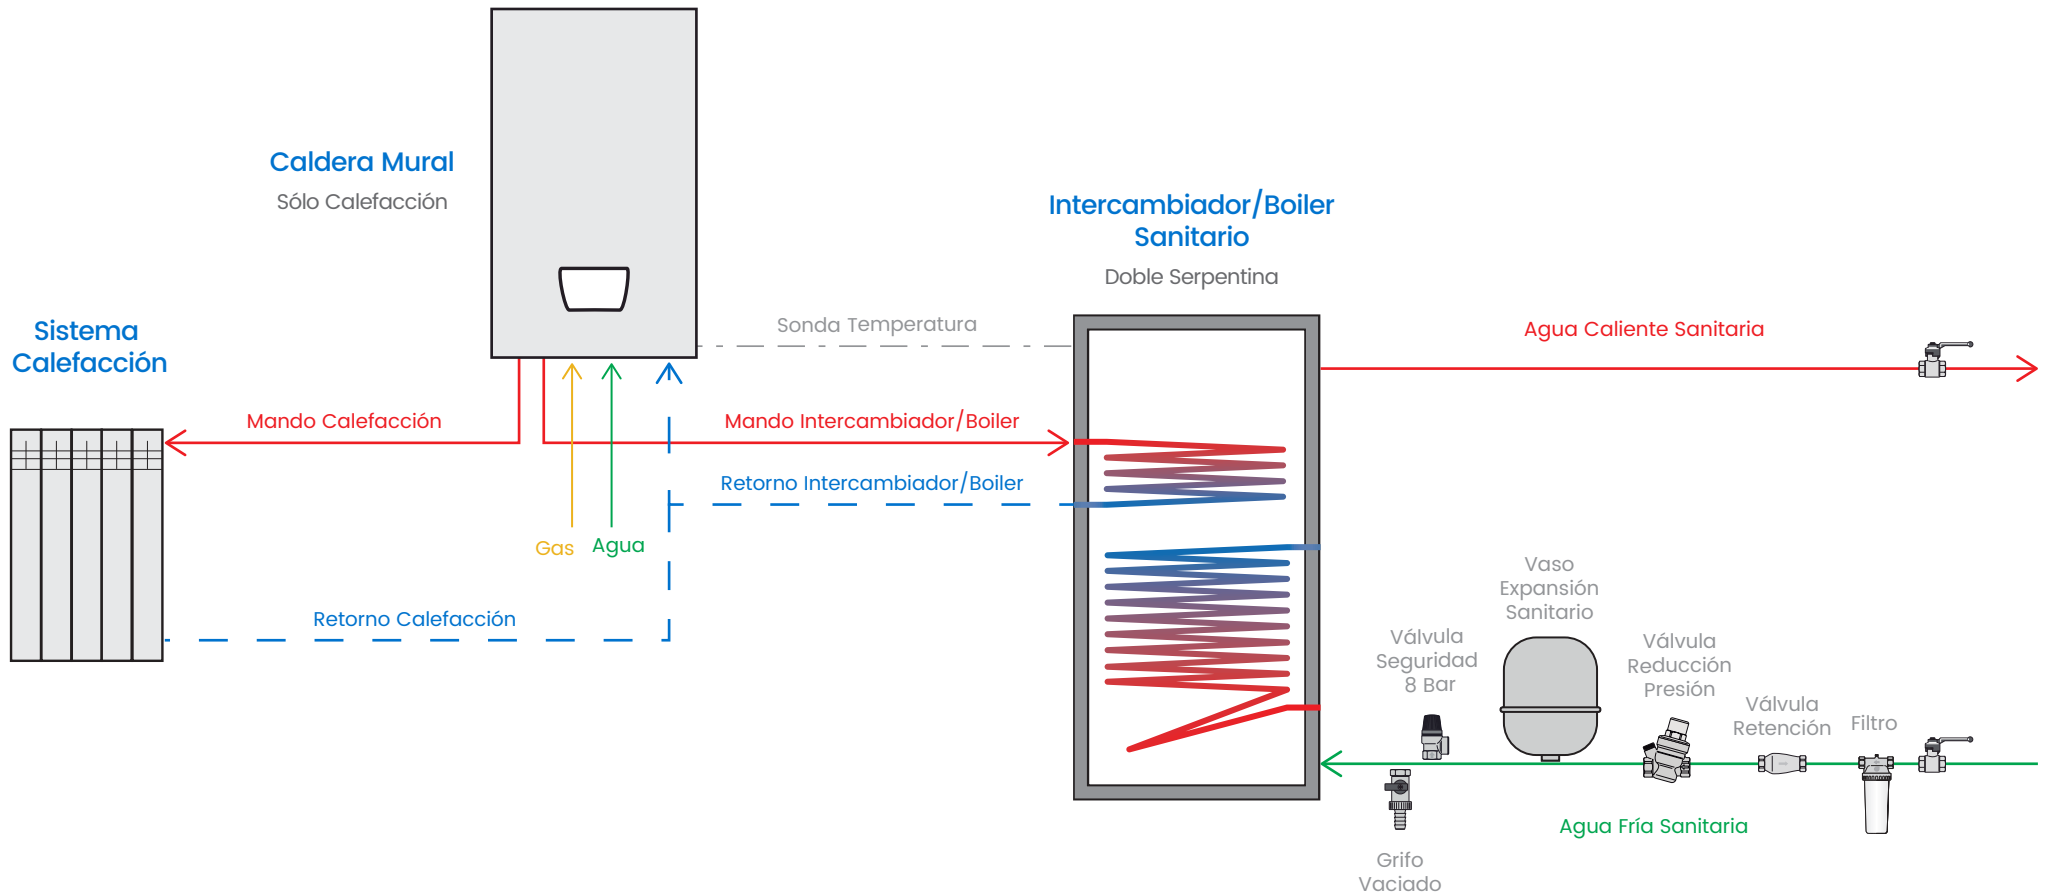 Caldera Mural
Sólo Calefacción
Intercambiador/Boiler
Sanitario
Doble Serpentina
Sistema
Calefacción
Sonda Temperatura
Agua Caliente Sanitaria
Mando Calefacción
Mando Intercambiador/Boiler
Retorno Intercambiador/Boiler
Gas
Agua
Retorno Calefacción
Vaso
Expansión
Sanitario
Válvula
Seguridad
8 Bar
Válvula
Reducción
Presión
Válvula
Retención
Filtro
Agua Fría Sanitaria
Grifo
Vaciado